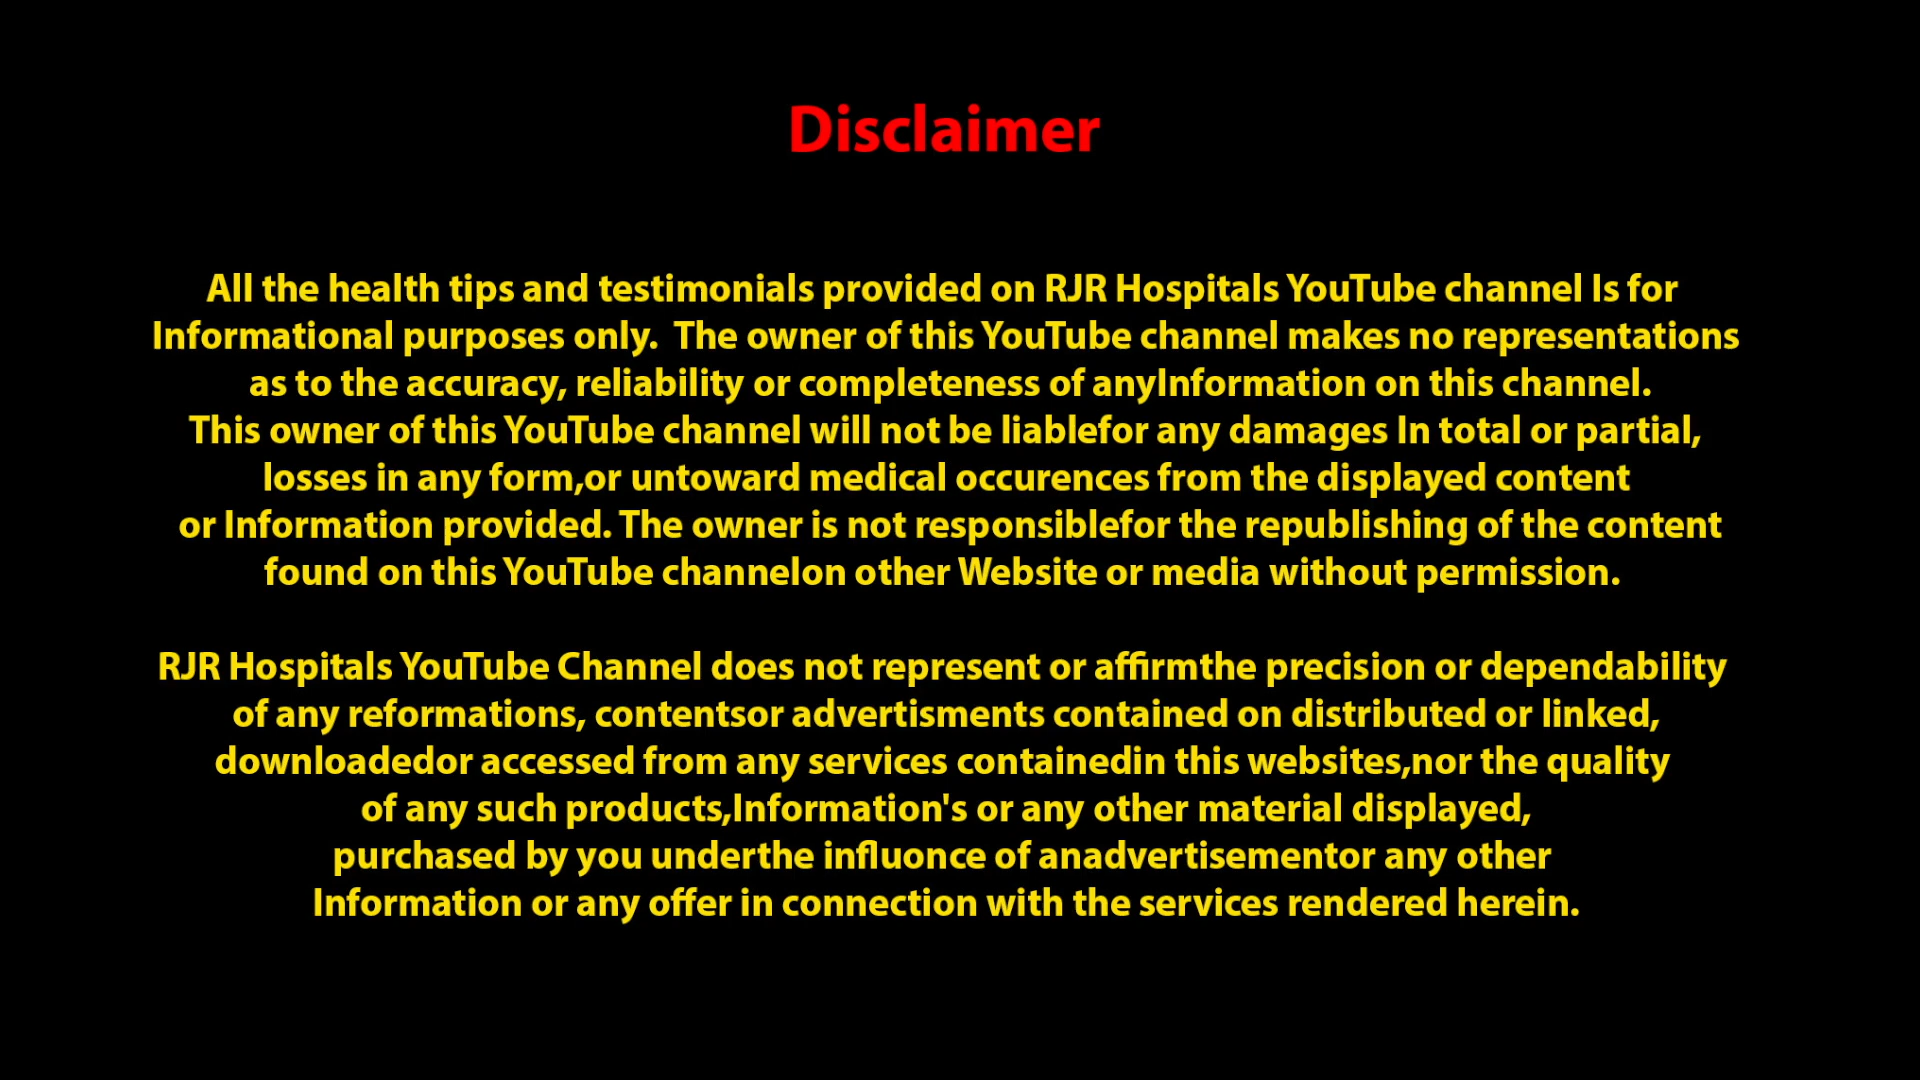 Disclaimer
All the health tips and testimonials provided on RJR Hospitals YouTube channel Is for
Informational purposes only. The owner of this YouTube channel makes no representations
as to the accuracy, reliability or completeness of anyInformation on this channel.
This owner of this YouTube channel will not be liablefor any damages In total or partial,
losses in any form,or untoward medical occurences from the displayed content
or Information provided. The owner is not responsiblefor the republishing of the content
found on this YouTube channelon other Website or media without permission.
RJR Hospitals YouTube Channel does not represent or affirmthe precision or dependability
of any reformations, contentsor advertisments contained on distributed or linked,
downloadedor accessed from any services containedin this websites,nor the quality
of any such products,Information's or any other material displayed,
purchased by you underthe influonce of anadvertisementor any other
Information or any offer in connection with the services rendered herein.